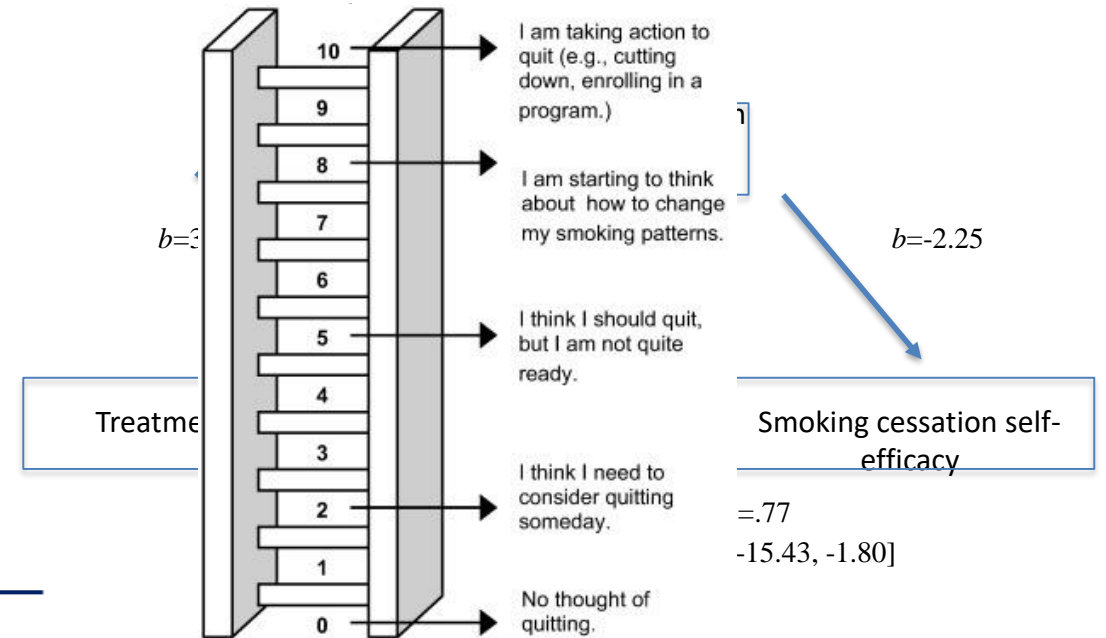 10
I am taking action to
quit (e.g., cutting
down, enrolling in a
program.)
9
8
I am starting to think
about how to change
my smoking patterns.
7
b=-2.25
6
5
I think I should quit,
but I am not quite
ready.
4
Smoking cessation self-
efficacy
3
I think I need to
consider quitting
someday.
2
=.77
-15.43, -1.80]
1
No thought of
quitting.
0